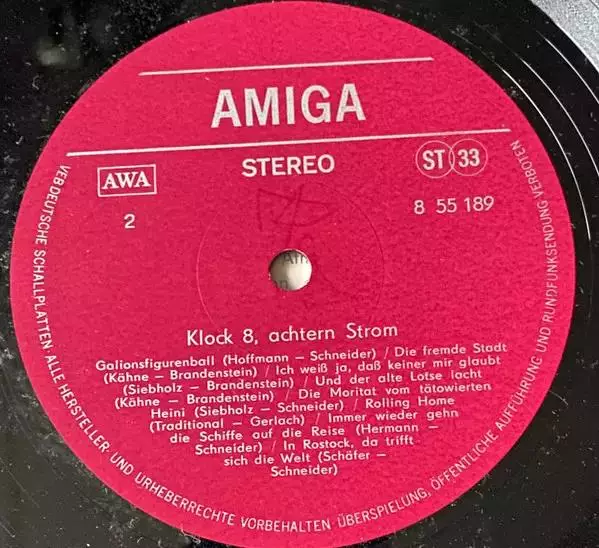 AMIGA
STEREO
AWA
ST 33
2
8 55 189
Klock 8, achtern Strom
Galionsfigurenball (Hoffmann – Schneider) / Die fremde Stadt
(Kähne – Brandenstein) / Ich weiß ja, daß keiner mir glaubt
(Siebholz – Brandenstein) / Und der alte Lotse lacht
(Kähne – Brandenstein) / Die Moritat vom tätowierten
Heini (Siebholz – Schneider) / Rolling Home
(Traditional – Gerlach) / Immer wieder gehn
die Schiffe auf die Reise (Hermann –
Schneider) / In Rostock, da trifft
sich die Welt (Schäfer –
Schneider)
VEB DEUTSCHE SCHALLPLATTEN ALLE HERSTELLER- UND URHEBERRECHTE VORBEHALTEN · ÜBERSPIELUNG, ÖFFENTLICHE AUFFÜHRUNG UND RUNDFUNKSENDUNG VERBOTEN